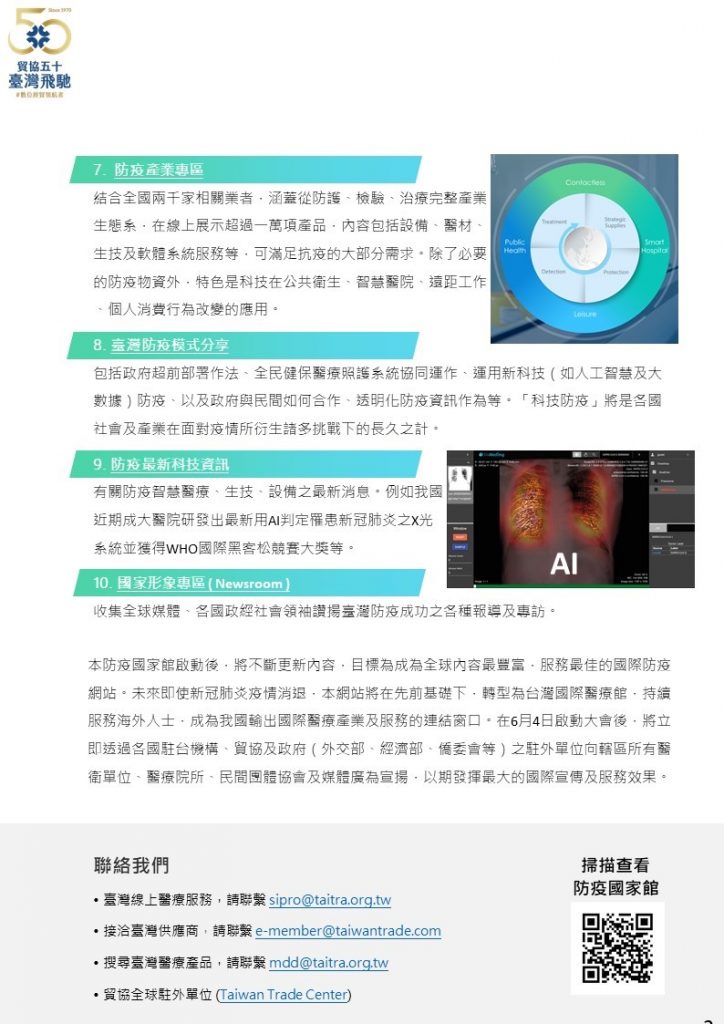 Since 1970
50
貿協五十
臺灣飛馳
#數位經貿領航者
7. 防疫產業專區
結合全國兩千家相關業者，涵蓋從防護、檢驗、治療完整產業
生態系，在線上展示超過一萬項產品，內容包括設備、醫材、
生技及軟體系統服務等，可滿足抗疫的大部分需求。除了必要
的防疫物資外，特色是科技在公共衛生、智慧醫院、遠距工作
、個人消費行為改變的應用。
Contactless
Treatment
Strategic
Supplies
Public
Health
Smart
Hospital
Detection
Protection
Leisure
8. 臺灣防疫模式分享
包括政府超前部署作法、全民健保醫療照護系統協同運作、運用新科技（如人工智慧及大
數據）防疫、以及政府與民間如何合作、透明化防疫資訊作為等。「科技防疫」將是各國
社會及產業在面對疫情所衍生諸多挑戰下的長久之計。
9. 防疫最新科技資訊
有關防疫智慧醫療、生技、設備之最新消息。例如我國
近期成大醫院研發出最新用AI判定罹患新冠肺炎之X光
系統並獲得WHO國際黑客松競賽大獎等。
AI
10. 國家形象專區 ( Newsroom )
收集全球媒體、各國政經社會領袖讚揚臺灣防疫成功之各種報導及專訪。
本防疫國家館啟動後，將不斷更新內容，目標為成為全球內容最豐富，服務最佳的國際防疫
網站。未來即使新冠肺炎疫情消退，本網站將在先前基礎下，轉型為台灣國際醫療館，持續
服務海外人士，成為我國輸出國際醫療產業及服務的連結窗口。在6月4日啟動大會後，將立
即透過各國駐台機構、貿協及政府（外交部、經濟部、僑委會等）之駐外單位向轄區所有醫
衛單位、醫療院所、民間團體協會及媒體廣為宣揚，以期發揮最大的國際宣傳及服務效果。
聯絡我們
• 臺灣線上醫療服務，請聯繫 sipro@taitra.org.tw
• 接洽臺灣供應商，請聯繫 e-member@taiwantrade.com
• 搜尋臺灣醫療產品，請聯繫 mdd@taitra.org.tw
• 貿協全球駐外單位 (Taiwan Trade Center)
掃描查看
防疫國家館